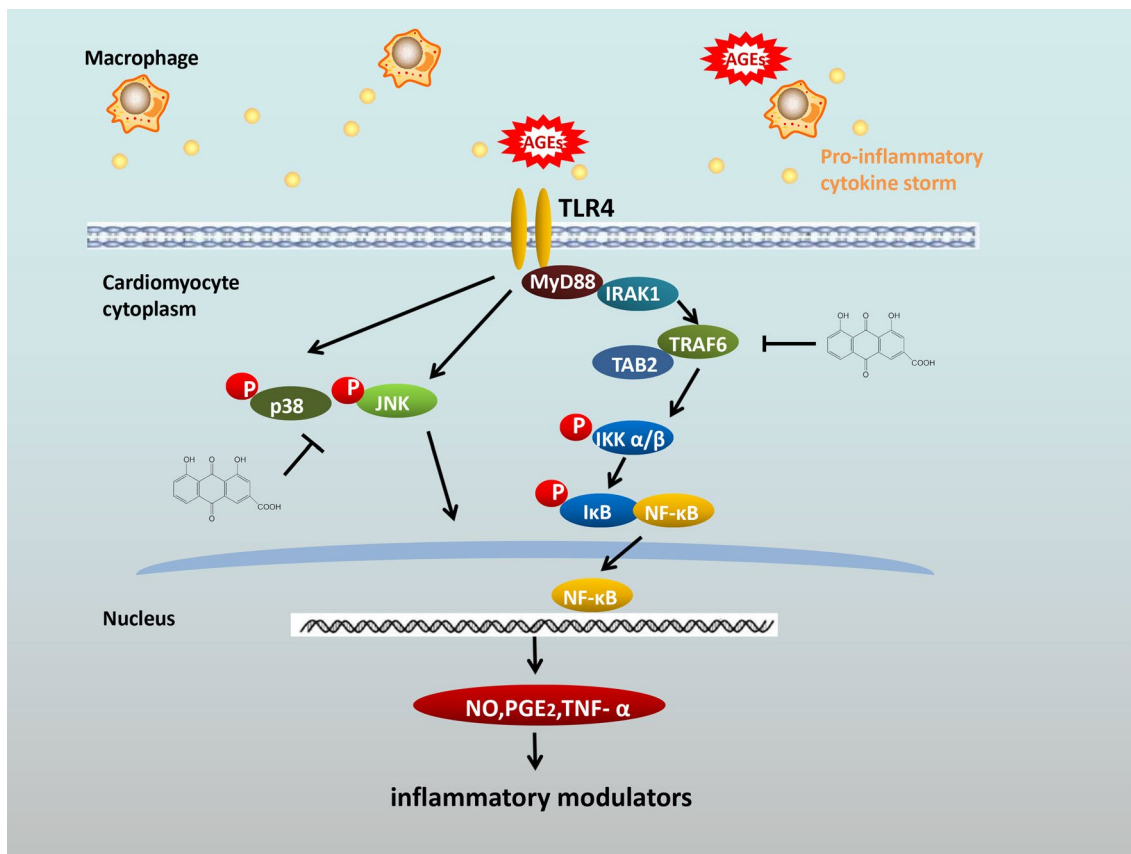 Macrophage
AGEs
AGEs
Pro-inflammatory
cytokine storm
TLR4
Cardiomyocyte
cytoplasm
MyD88
IRAK1
TRAF6
TAB2
OH
O
OH
COOH
O
P
p38
P
JNK
P
IKK α/β
OH
O
OH
COOH
O
P
IκB
NF-κB
NF-κB
Nucleus
NO,PGE₂,TNF- α
inflammatory modulators